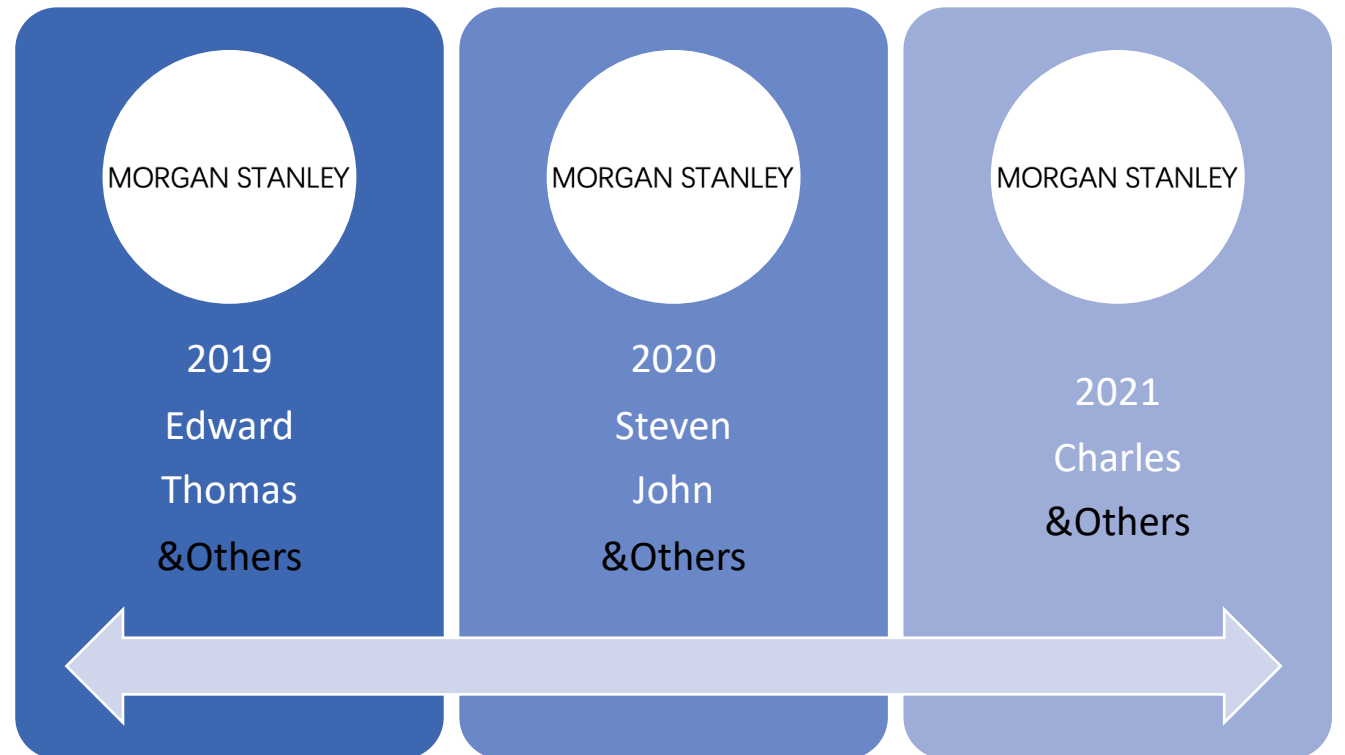 MORGAN STANLEY
2019
Edward
Thomas
&Others
MORGAN STANLEY
2020
Steven
John
&Others
MORGAN STANLEY
2021
Charles
&Others